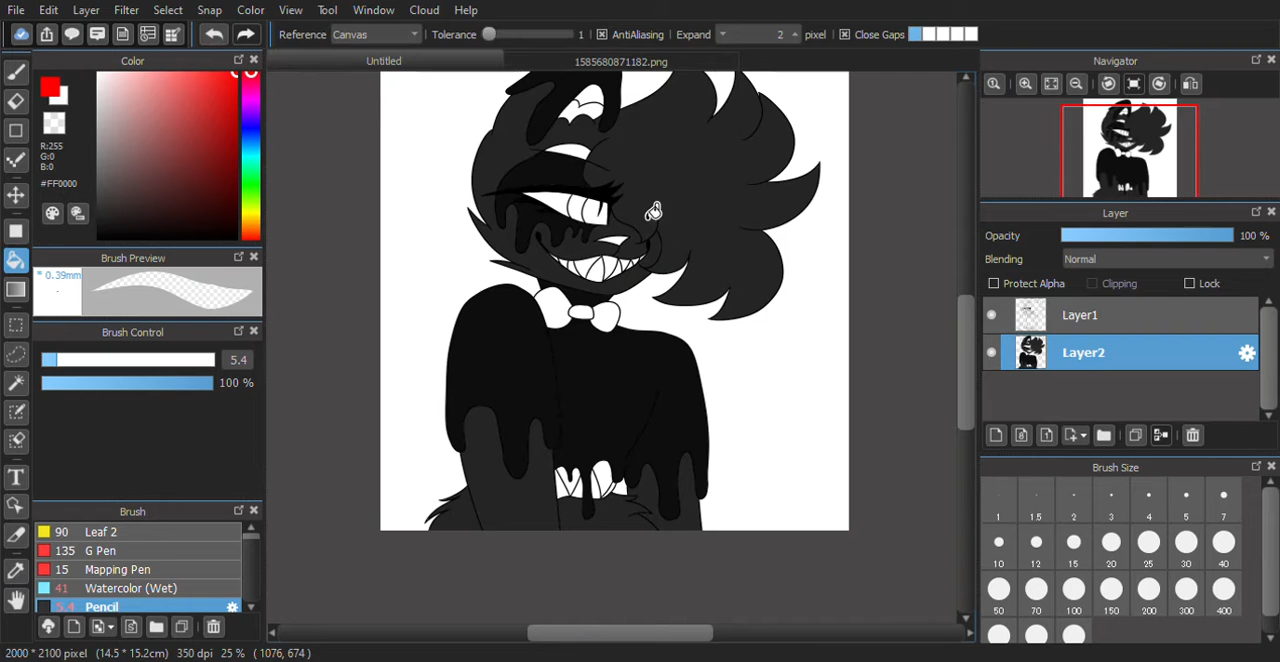 File Edit Layer Filter Select Snap Color View Tool Window Cloud Help
Reference Canvas Tolerance 1 AntiAliasing Expand 2 pixel Close Gaps
Color
Untitled
1585680871182.png
Navigator
R:255
G:0
B:0
#FF0000
Brush Preview
* 0.39mm
Brush Control
5.4
100 %
Layer
Opacity 100 %
Blending Normal
Protect Alpha Clipping Lock
Layer1
Layer2
Brush
90 Leaf 2
135 G Pen
15 Mapping Pen
41 Watercolor (Wet)
5.4 Pencil
Brush Size
1 1.5 2 3 4 5 7
10 12 15 20 25 30 40
50 70 100 150 200 300 400
2000 * 2100 pixel (14.5 * 15.2cm) 350 dpi 25 % ( 1076, 674 )